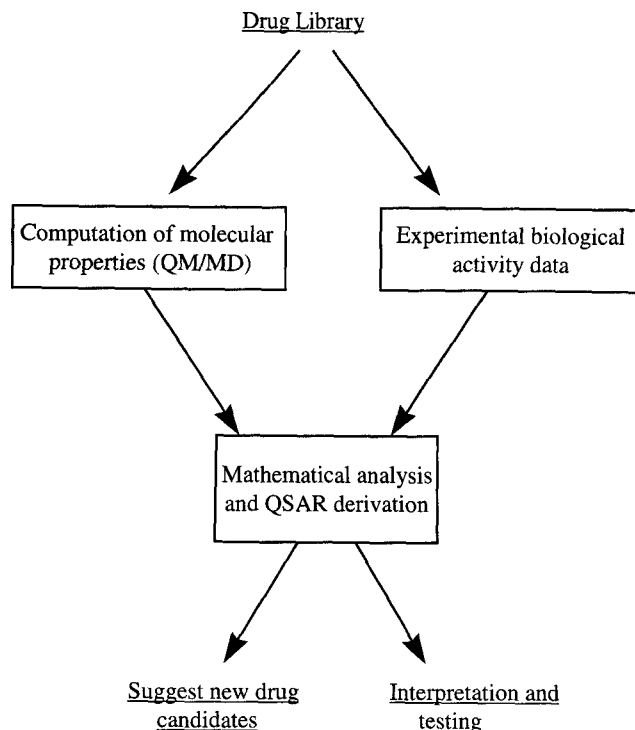 Drug Library
Computation of molecular
properties (QM/MD)
Experimental biological
activity data
Mathematical analysis
and QSAR derivation
Suggest new drug
candidates
Interpretation and
testing